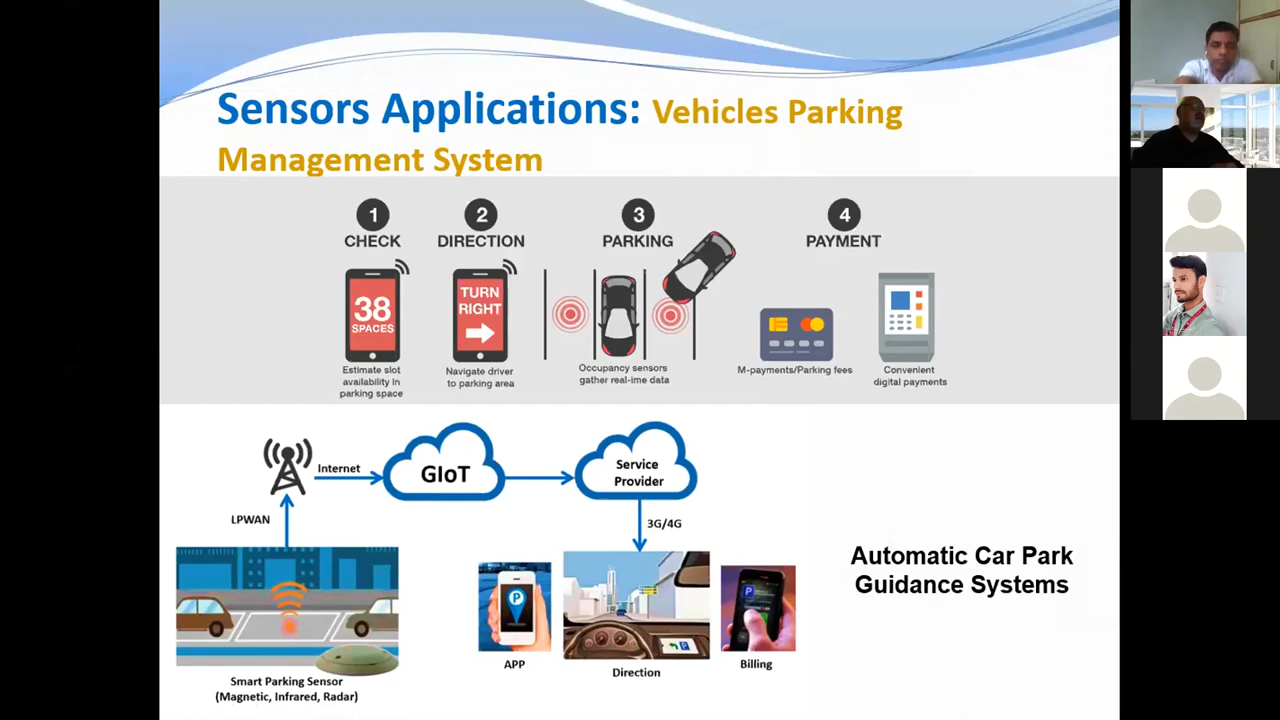 Sensors Applications: Vehicles Parking
Management System
1
CHECK
38
SPACES
Estimate slot
availability in
parking space
2
DIRECTION
TURN
RIGHT
Navigate driver
to parking area
3
PARKING
Occupancy sensors
gather real-ime data
4
PAYMENT
M-payments/Parking fees
Convenient
digital payments
Internet
GIoT
Service
Provider
LPWAN
3G/4G
Smart Parking Sensor
(Magnetic, Infrared, Radar)
P
APP
P
Direction
P
Billing
Automatic Car Park
Guidance Systems